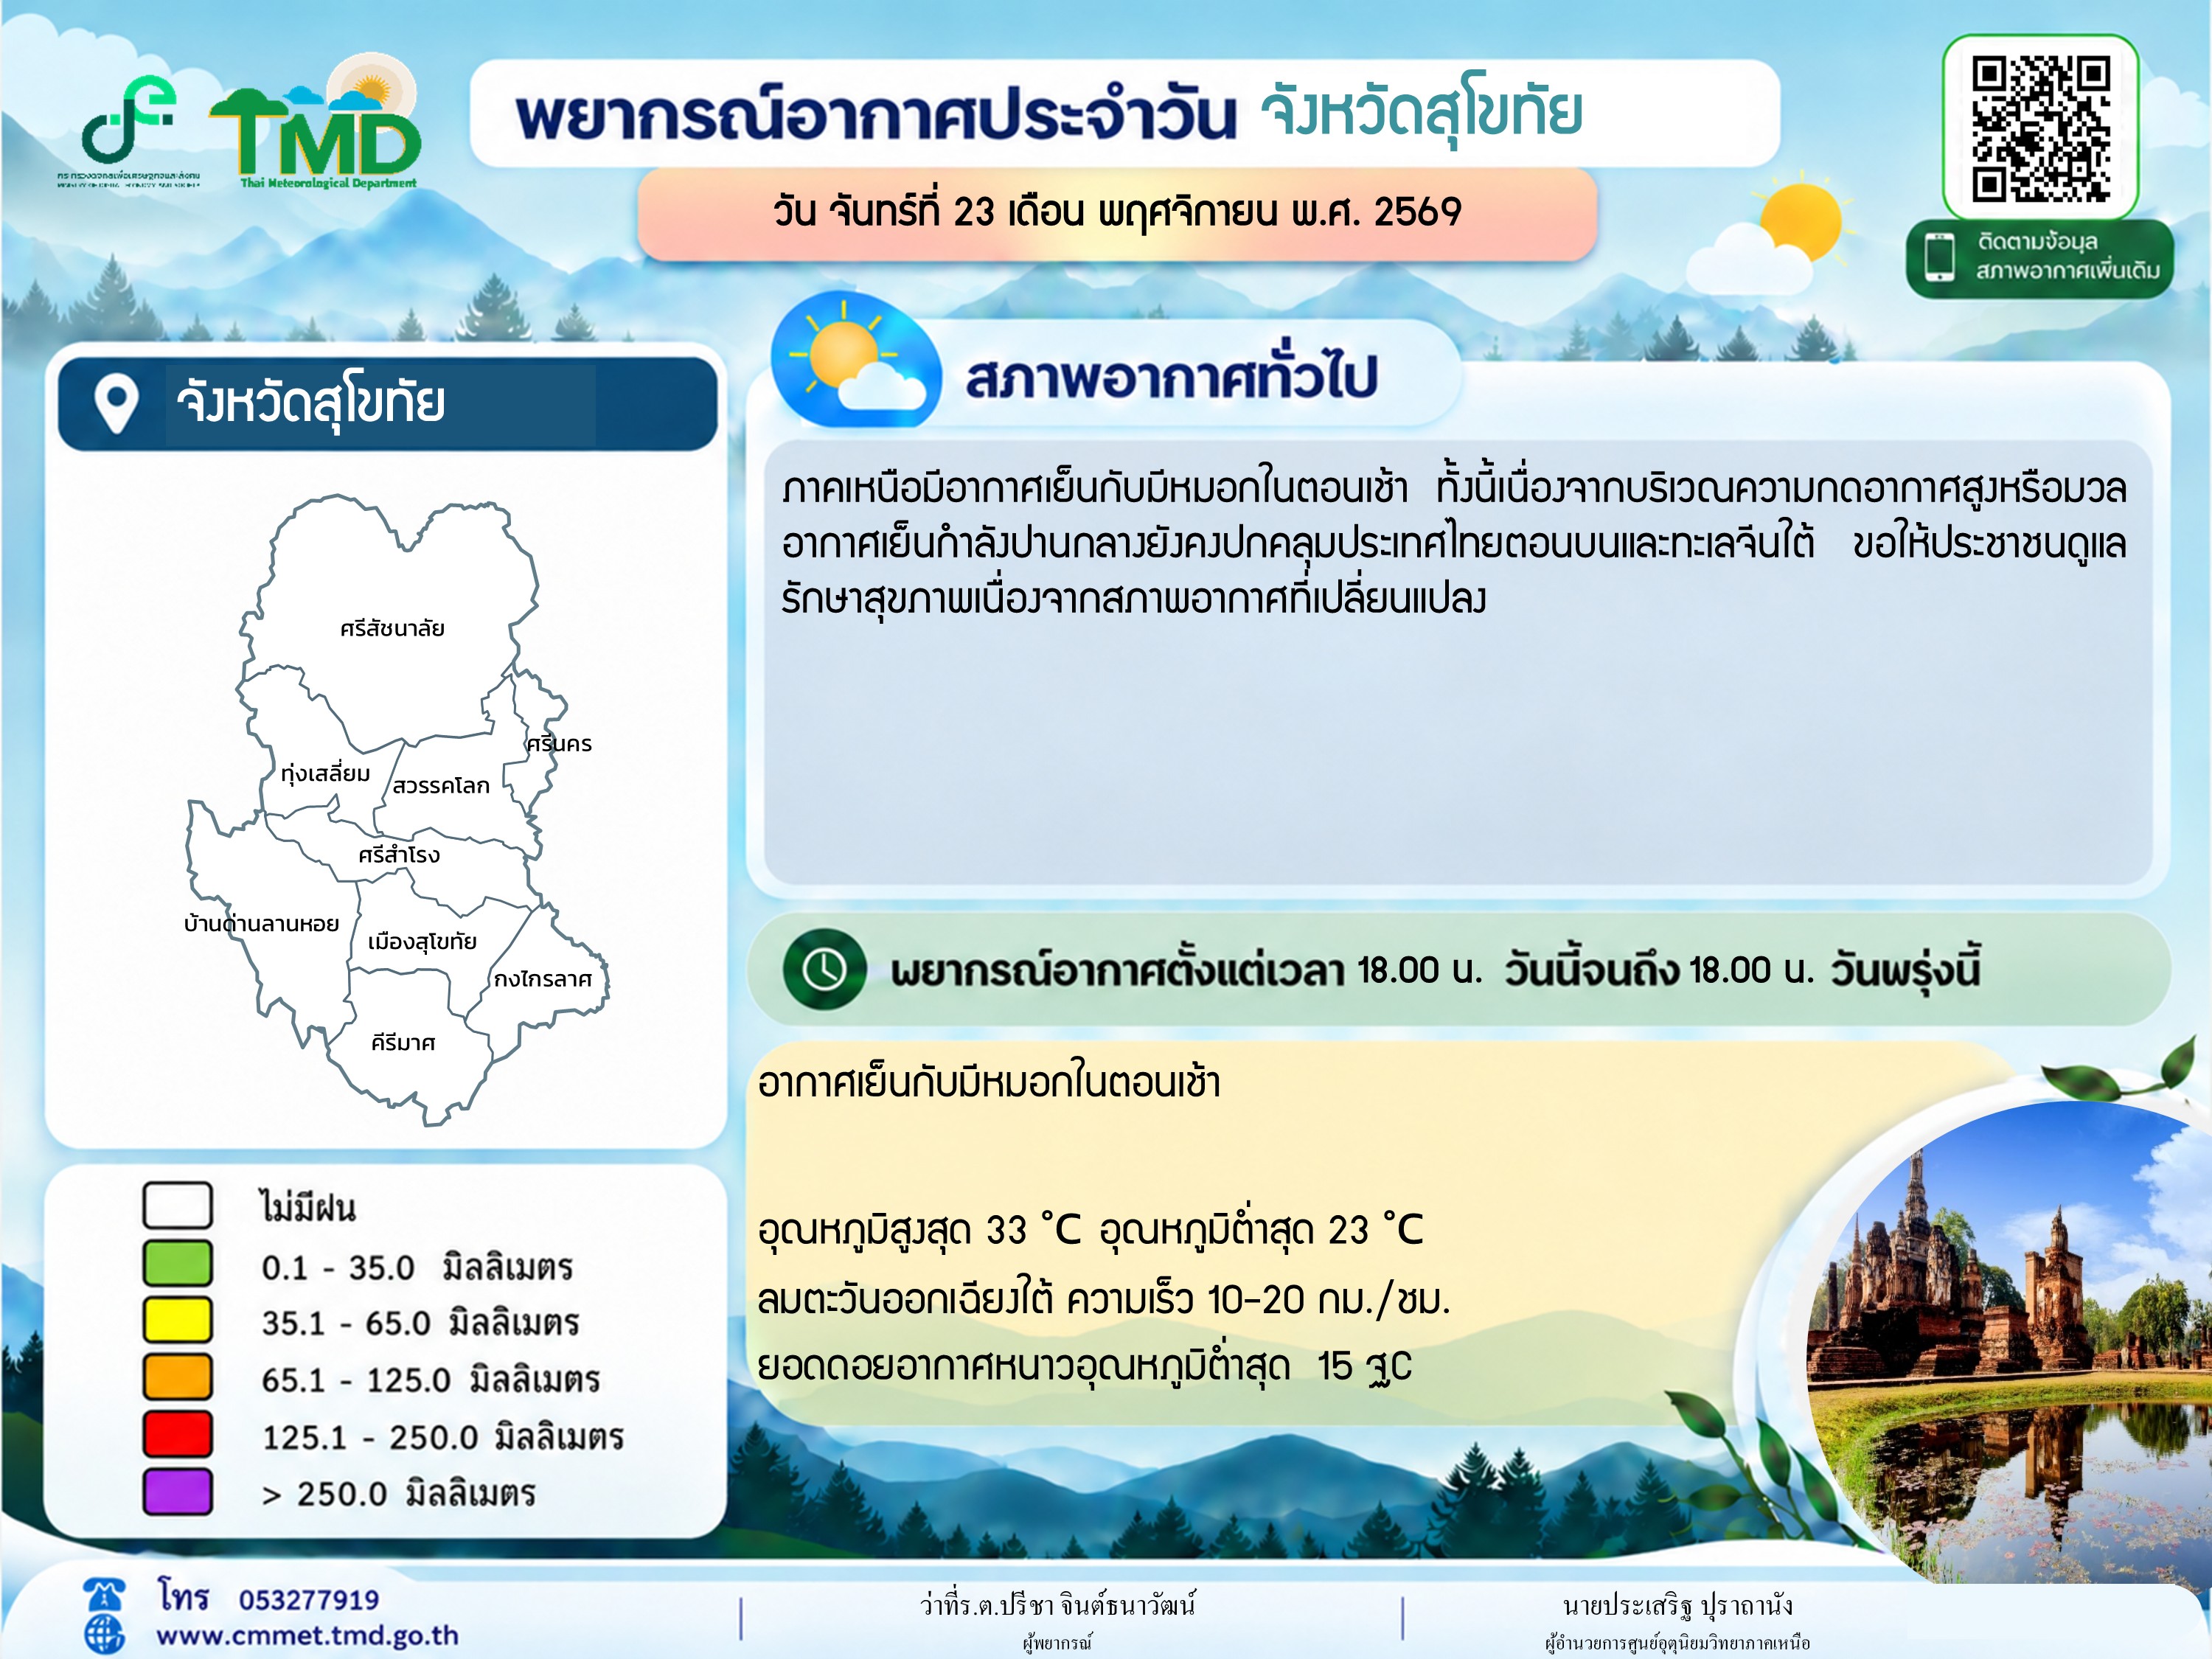 พยากรณ์อากาศประจำวัน จังหวัดสุโขทัย
TMD
Thai Meteorological Department
วัน จันทร์ที่ 23 เดือน พฤศจิกายน พ.ศ. 2569
ติดตามข้อมูล
สภาพอากาศเพิ่มเติม
จังหวัดสุโขทัย
สภาพอากาศทั่วไป
ภาคเหนือมีอากาศเย็นกับมีหมอกในตอนเช้า ทั้งนี้เนื่องจากบริเวณความกดอากาศสูงหรือมวล
อากาศเย็นกำลังปานกลางยังคงปกคลุมประเทศไทยตอนบนและทะเลจีนใต้ ขอให้ประชาชนดูแล
รักษาสุขภาพเนื่องจากสภาพอากาศที่เปลี่ยนแปลง
ศรีสัชนาลัย
ศรีนคร
ทุ่งเสลี่ยม
สวรรคโลก
ศรีสำโรง
บ้านด่านลานหอย
เมืองสุโขทัย
กงไกรลาศ
คีรีมาศ
พยากรณ์อากาศตั้งแต่เวลา 18.00 น. วันนี้จนถึง 18.00 น. วันพรุ่งนี้
อากาศเย็นกับมีหมอกในตอนเช้า
อุณหภูมิสูงสุด 33 °C อุณหภูมิต่ำสุด 23 °C
ลมตะวันออกเฉียงใต้ ความเร็ว 10-20 กม./ชม.
ยอดดอยอากาศหนาวอุณหภูมิต่ำสุด 15 ฐC
ไม่มีฝน
0.1 - 35.0 มิลลิเมตร
35.1 - 65.0 มิลลิเมตร
65.1 - 125.0 มิลลิเมตร
125.1 - 250.0 มิลลิเมตร
> 250.0 มิลลิเมตร
โทร 053277919
www.cmmet.tmd.go.th
ว่าที่ร.ต.ปรีชา จินต์ธนาวัฒน์
ผู้พยากรณ์
นายประเสริฐ ปุราถานัง
ผู้อำนวยการศูนย์อุตุนิยมวิทยาภาคเหนือ